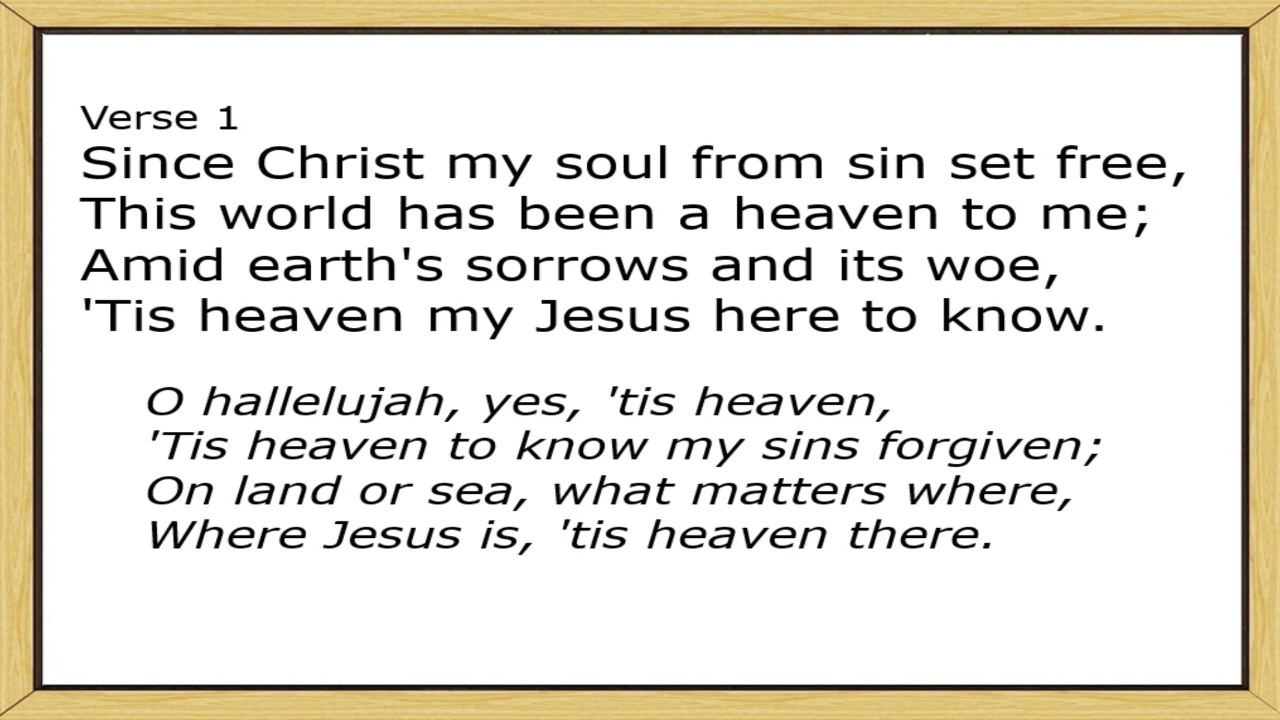 Verse 1
Since Christ my soul from sin set free,
This world has been a heaven to me;
Amid earth's sorrows and its woe,
'Tis heaven my Jesus here to know.
O hallelujah, yes, 'tis heaven,
'Tis heaven to know my sins forgiven;
On land or sea, what matters where,
Where Jesus is, 'tis heaven there.